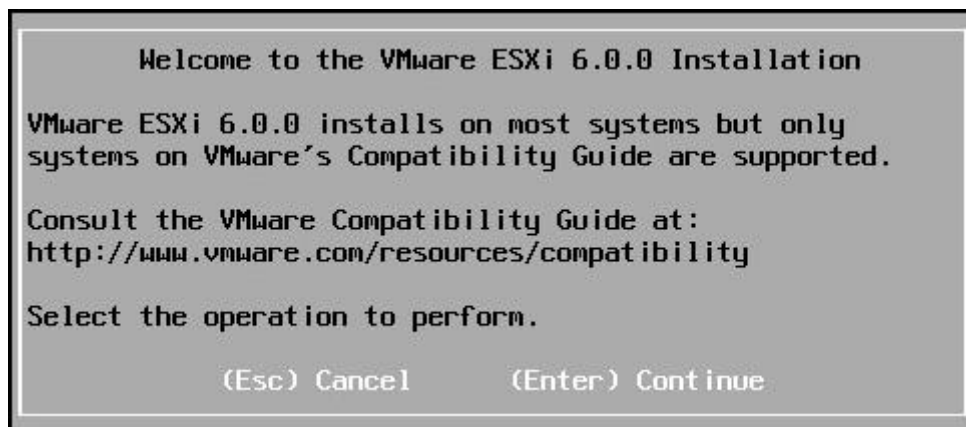 Welcome to the VMware ESXi 6.0.0 Installation
VMware ESXi 6.0.0 installs on most systems but only
systems on VMware's Compatibility Guide are supported.
Consult the VMware Compatibility Guide at:
http://www.vmware.com/resources/compatibility
Select the operation to perform.
(Esc) Cancel (Enter) Continue